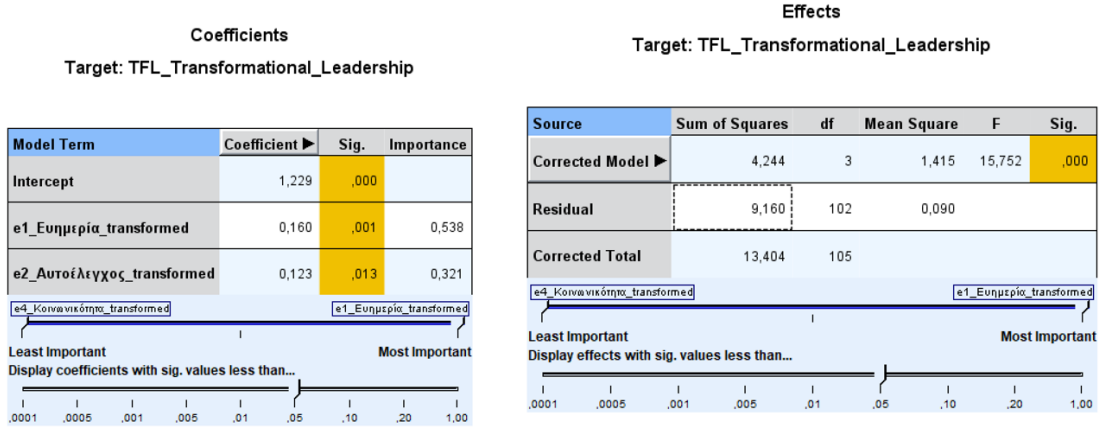 Coefficients
Target: TFL_Transformational_Leadership
Model Term Coefficient ▶ Sig. Importance
Intercept 1,229 ,000
e1_Ευημερία_transformed 0,160 ,001 0,538
e2_Αυτοέλεγχος_transformed 0,123 ,013 0,321
e4_Κοινωνικότητα_transformed e1_Ευημερία_transformed
Least Important Most Important
Display coefficients with sig. values less than...
,0001 ,0005 ,001 ,005 ,01 ,05 ,10 ,20 1,00
Effects
Target: TFL_Transformational_Leadership
Source Sum of Squares df Mean Square F Sig.
Corrected Model ▶ 4,244 3 1,415 15,752 ,000
Residual 9,160 102 0,090
Corrected Total 13,404 105
e4_Κοινωνικότητα_transformed e1_Ευημερία_transformed
Least Important Most Important
Display effects with sig. values less than...
,0001 ,0005 ,001 ,005 ,01 ,05 ,10 ,20 1,00